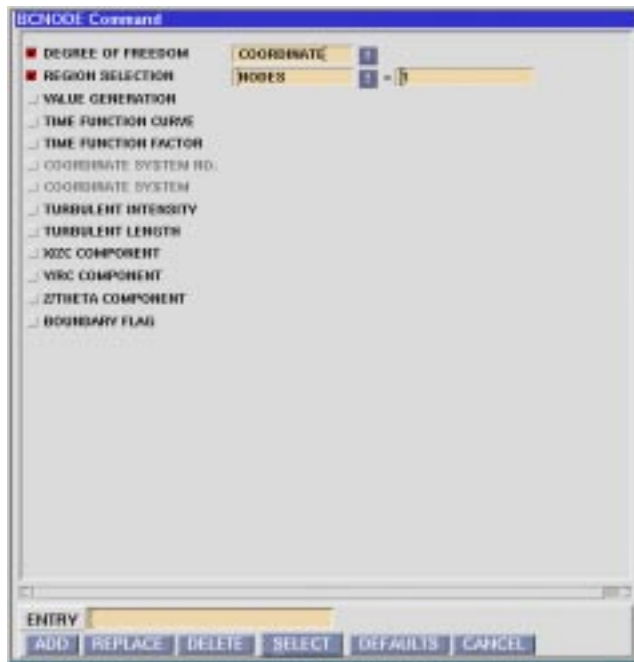 BCNODE Command
DEGREE OF FREEDOM COORDINATE
REGION SELECTION NODES = 1
VALUE GENERATION
TIME FUNCTION CURVE
TIME FUNCTION FACTOR
COORDINATE SYSTEM NO.
COORDINATE SYSTEM
TURBULENT INTENSITY
TURBULENT LENGTH
X/ZC COMPONENT
Y/RC COMPONENT
Z/THETA COMPONENT
BOUNDARY FLAG
ENTRY
ADD REPLACE DELETE SELECT DEFAULTS CANCEL